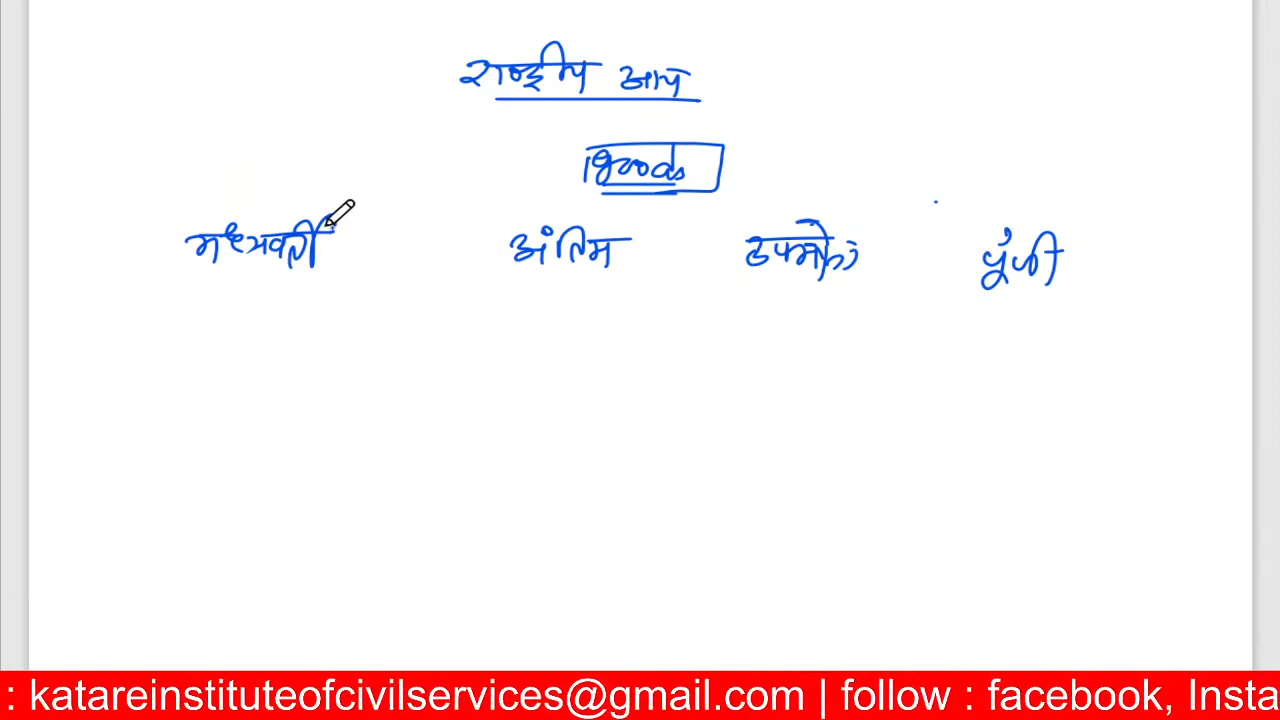 राष्ट्रीय आय
Goods
मध्यवर्ती अंतिम उपभोक्ता पूँजी
: katareinstituteofcivilservices@gmail.com | follow : facebook, Insta